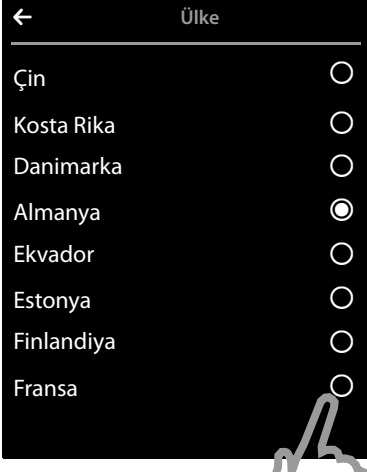 Ülke
Çin
Kosta Rika
Danimarka
Almanya
Ekvador
Estonya
Finlandiya
Fransa